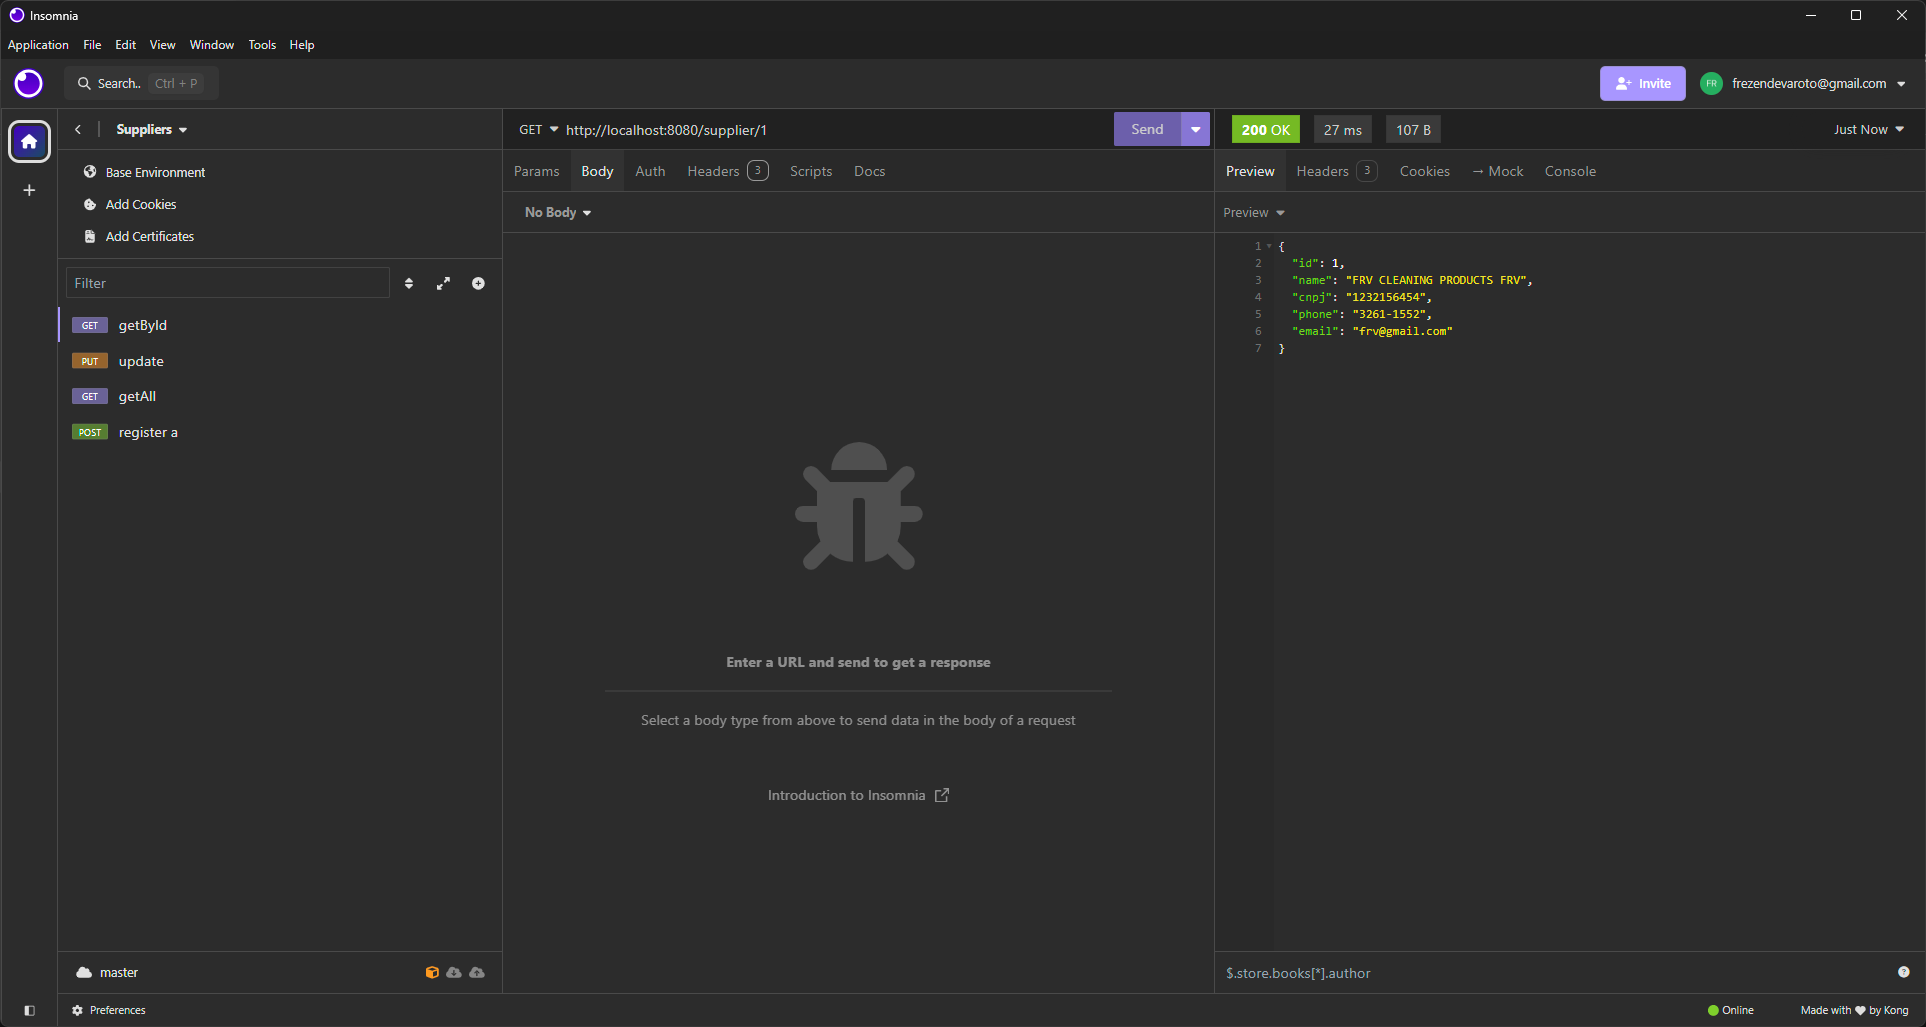 Insomnia
Application File Edit View Window Tools Help
Search.. Ctrl + P
Invite FR frezendevaroto@gmail.com
Suppliers
Base Environment
Add Cookies
Add Certificates
Filter
GET getById
PUT update
GET getAll
POST register a
master
Preferences
GET http://localhost:8080/supplier/1 Send
Params Body Auth Headers 3 Scripts Docs
No Body
Enter a URL and send to get a response
Select a body type from above to send data in the body of a request
Introduction to Insomnia
200 OK 27 ms 107 B Just Now
Preview Headers 3 Cookies → Mock Console
Preview
1 {
2 "id": 1,
3 "name": "FRV CLEANING PRODUCTS FRV",
4 "cnpj": "1232156454",
5 "phone": "3261-1552",
6 "email": "frv@gmail.com"
7 }
$.store.books[*].author
Online Made with ♥ by Kong